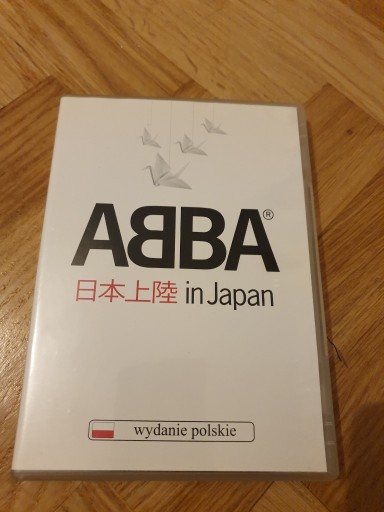 ABBA®
日本上陸 in Japan
wydanie polskie